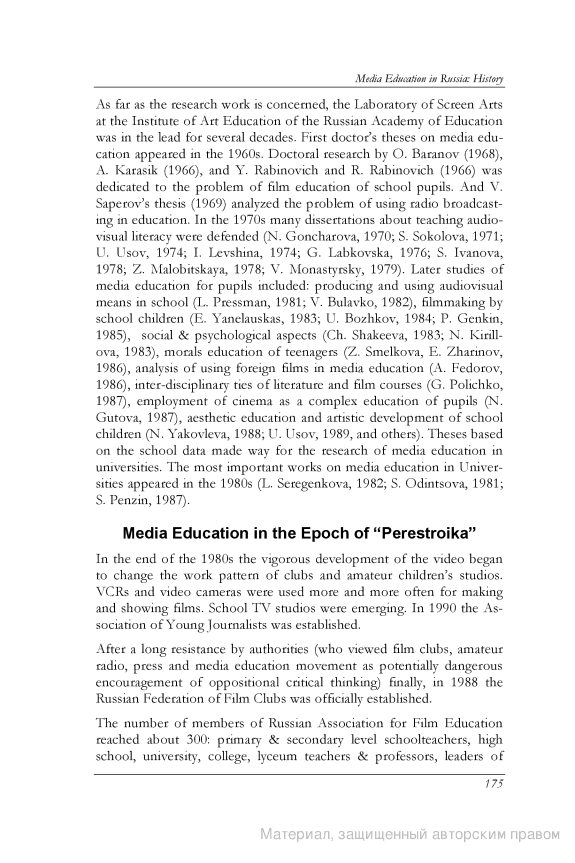 Media Education in Russia: History
As far as the research work is concerned, the Laboratory of Screen Arts
at the Institute of Art Education of the Russian Academy of Education
was in the lead for several decades. First doctor's theses on media edu-
cation appeared in the 1960s. Doctoral research by O. Baranov (1968),
A. Karasik (1966), and Y. Rabinovich and R. Rabinovich (1966) was
dedicated to the problem of film education of school pupils. And V.
Saperov's thesis (1969) analyzed the problem of using radio broadcast-
ing in education. In the 1970s many dissertations about teaching audio-
visual literacy were defended (N. Goncharova, 1970; S. Sokolova, 1971;
U. Usov, 1974; I. Levshina, 1974; G. Labkovska, 1976; S. Ivanova,
1978; Z. Malobitskaya, 1978; V. Monastyrsky, 1979). Later studies of
media education for pupils included: producing and using audiovisual
means in school (L. Pressman, 1981; V. Bulavko, 1982), filmmaking by
school children (E. Yanelauskas, 1983; U. Bozhkov, 1984; P. Genkin,
1985), social & psychological aspects (Ch. Shakeeva, 1983; N. Kirill-
ova, 1983), morals education of teenagers (Z. Smelkova, E. Zharinov,
1986), analysis of using foreign films in media education (A. Fedorov,
1986), inter-disciplinary ties of literature and film courses (G. Polichko,
1987), employment of cinema as a complex education of pupils (N.
Gutova, 1987), aesthetic education and artistic development of school
children (N. Yakovleva, 1988; U. Usov, 1989, and others). Theses based
on the school data made way for the research of media education in
universities. The most important works on media education in Univer-
sities appeared in the 1980s (L. Seregenkova, 1982; S. Odintsova, 1981;
S. Penzin, 1987).
Media Education in the Epoch of “Perestroika”
In the end of the 1980s the vigorous development of the video began
to change the work pattern of clubs and amateur children's studios.
VCRs and video cameras were used more and more often for making
and showing films. School TV studios were emerging. In 1990 the As-
sociation of Young Journalists was established.
After a long resistance by authorities (who viewed film clubs, amateur
radio, press and media education movement as potentially dangerous
encouragement of oppositional critical thinking) finally, in 1988 the
Russian Federation of Film Clubs was officially established.
The number of members of Russian Association for Film Education
reached about 300: primary & secondary level schoolteachers, high
school, university, college, lyceum teachers & professors, leaders of
175
Материал, защищенный авторским правом